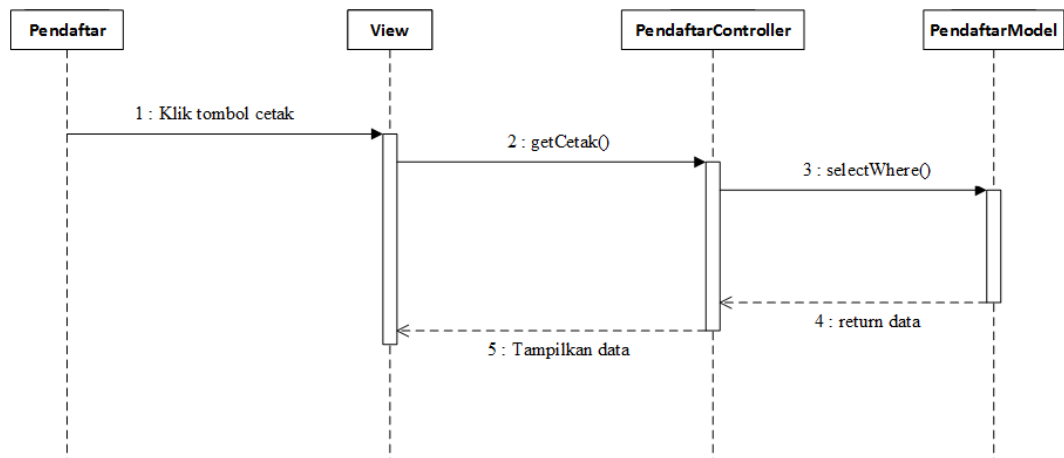 Pendaftar
View
PendaftarController
PendaftarModel
1 : Klik tombol cetak
2 : getCetak()
3 : selectWhere()
4 : return data
5 : Tampilkan data